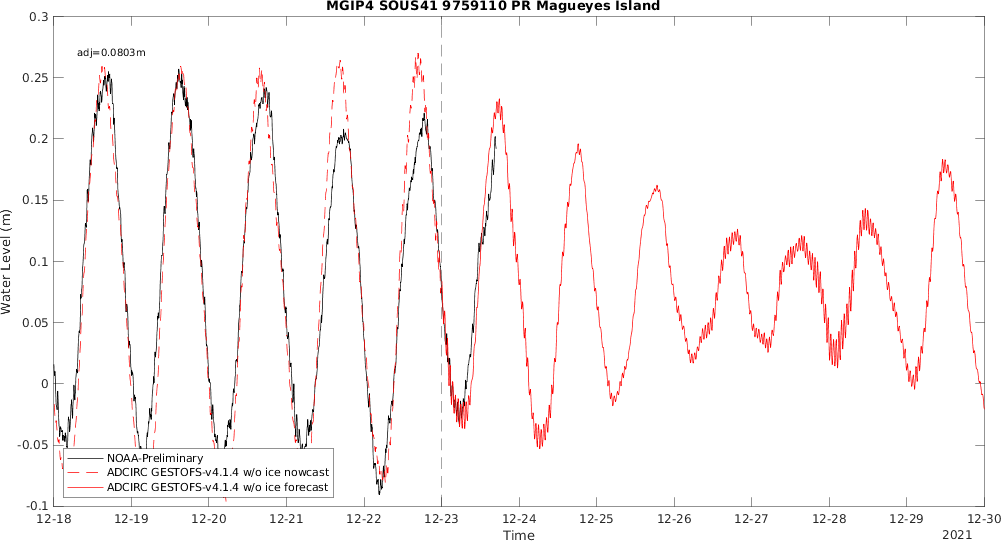 MGIP4 SOUS41 9759110 PR Magueyes Island
adj=0.0803m
0.3
0.25
0.2
0.15
0.1
0.05
0
-0.05
-0.1
Water Level (m)
NOAA-Preliminary
ADCIRC GESTOFS-v4.1.4 w/o ice nowcast
ADCIRC GESTOFS-v4.1.4 w/o ice forecast
12-18 12-19 12-20 12-21 12-22 12-23 12-24 12-25 12-26 12-27 12-28 12-29 12-30
Time
2021